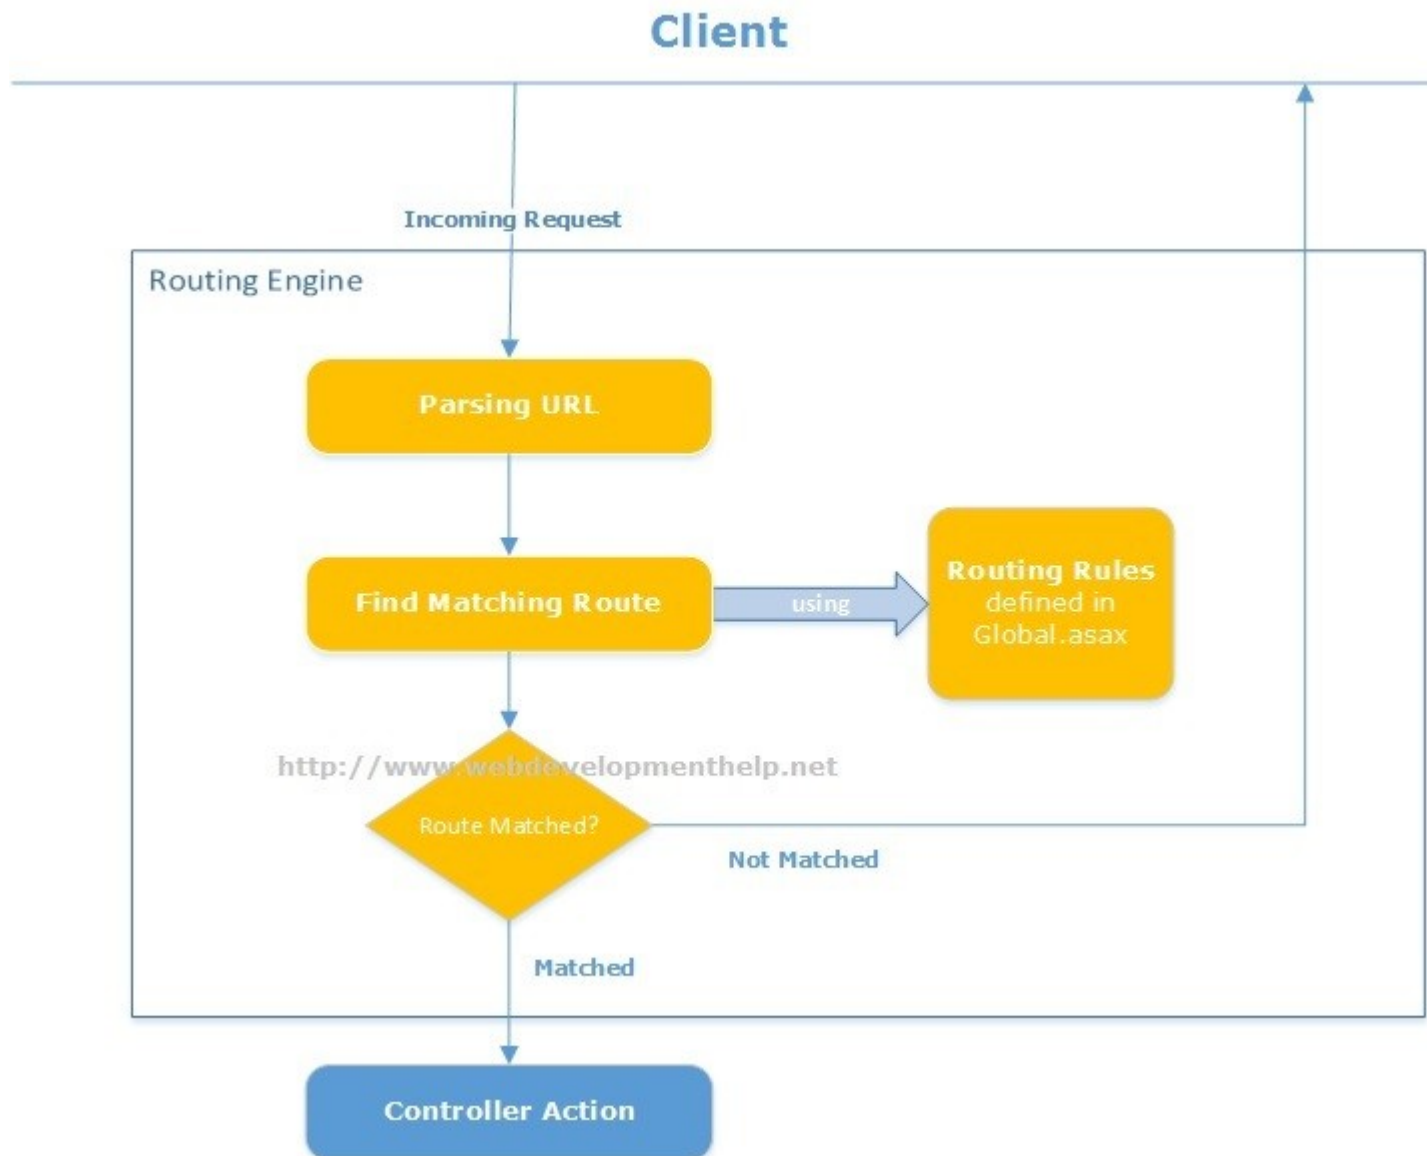 Client
Incoming Request
Routing Engine
Parsing URL
Find Matching Route
using
Routing Rules
defined in
Global.asax
http://www.webdevelopmenthelp.net
Route Matched?
Not Matched
Matched
Controller Action